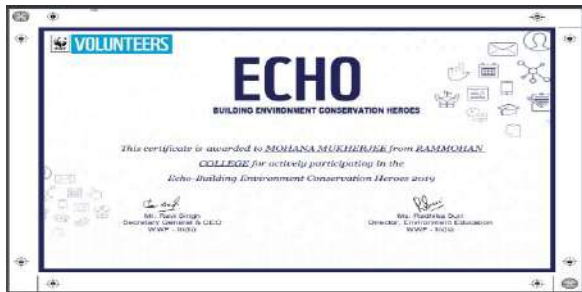 VOLUNTEERS
ECHO
BUILDING ENVIRONMENT CONSERVATION HEROES
This certificate is awarded to MOHANA MUKHERJEE from RAMMOHAN
COLLEGE for actively participating in the
Echo-Building Environment Conservation Heroes 2019
Mr. Ravi Singh
Secretary General & CEO
WWF - India
Ms. Radhika Suri
Director, Environment Education
WWF - India